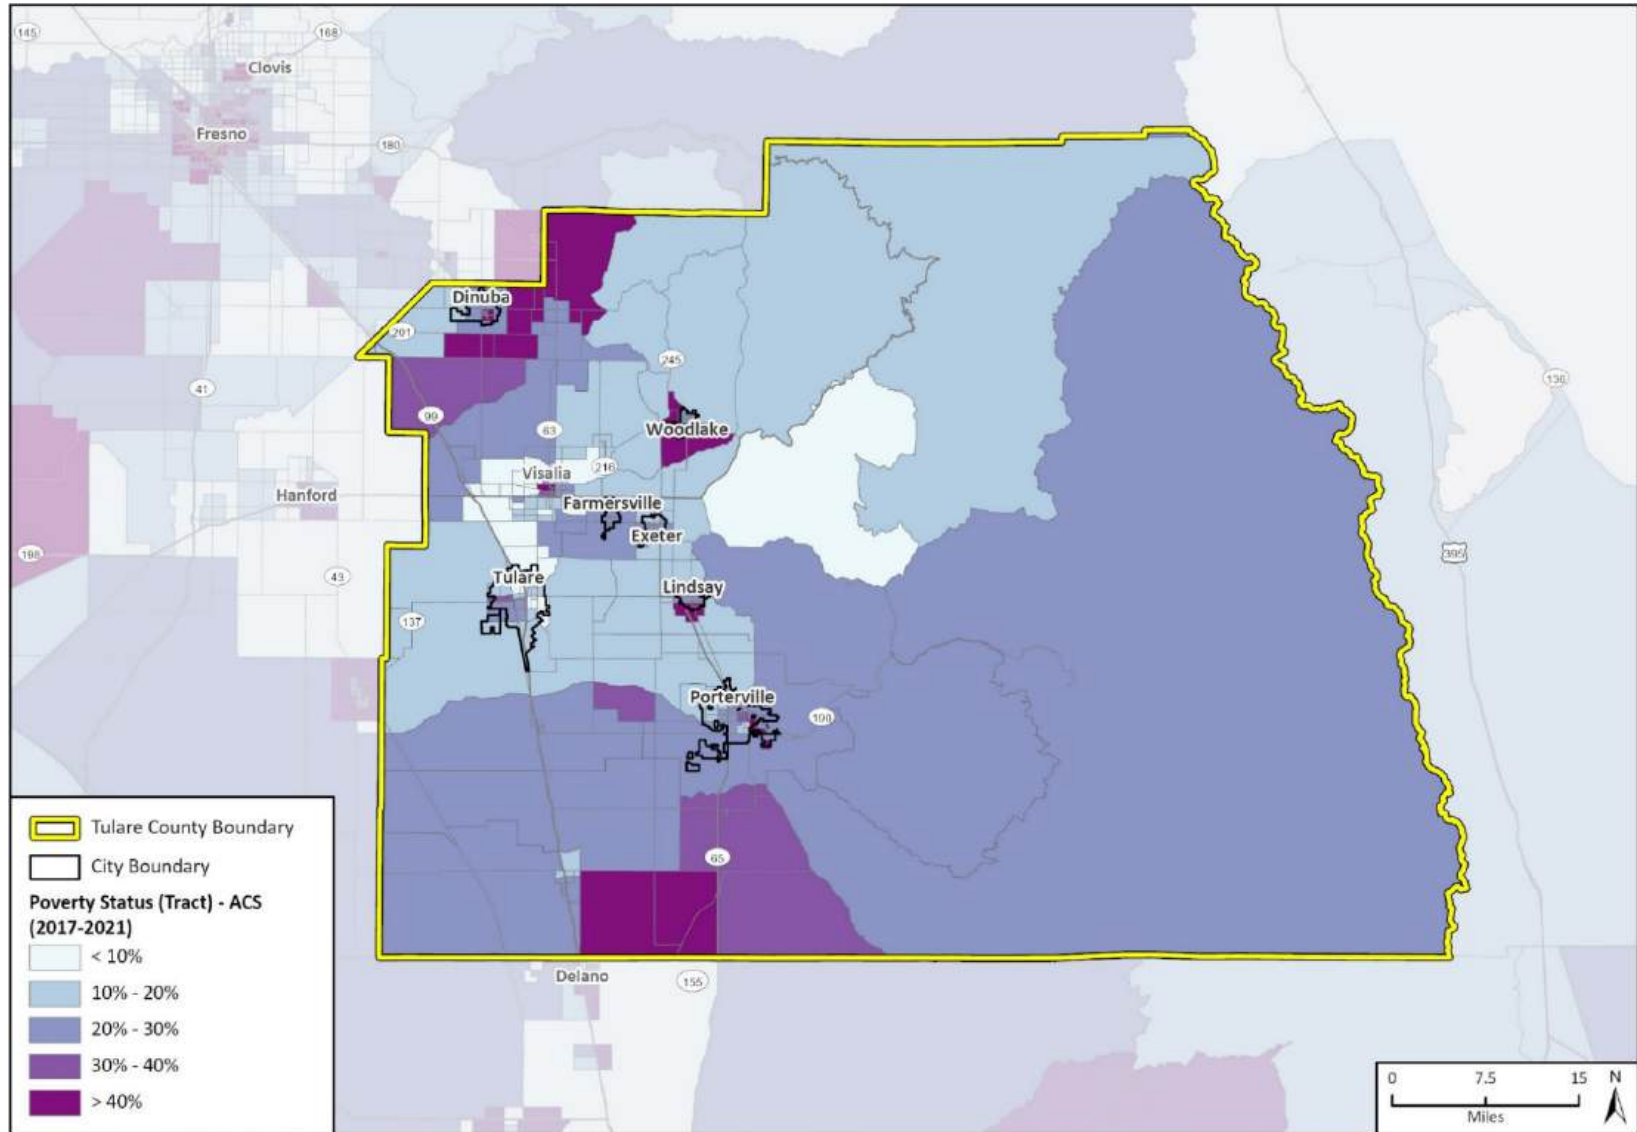 145
168
Clovis
Fresno
180
Dinuba
201
41
245
136
99
63
Woodlake
Visalia
216
Hanford
Farmersville
Exeter
198
395
43
Tulare
Lindsay
137
Porterville
190
65
Delano
155
Tulare County Boundary
City Boundary
Poverty Status (Tract) - ACS
(2017-2021)
< 10%
10% - 20%
20% - 30%
30% - 40%
> 40%
0 7.5 15 N
Miles